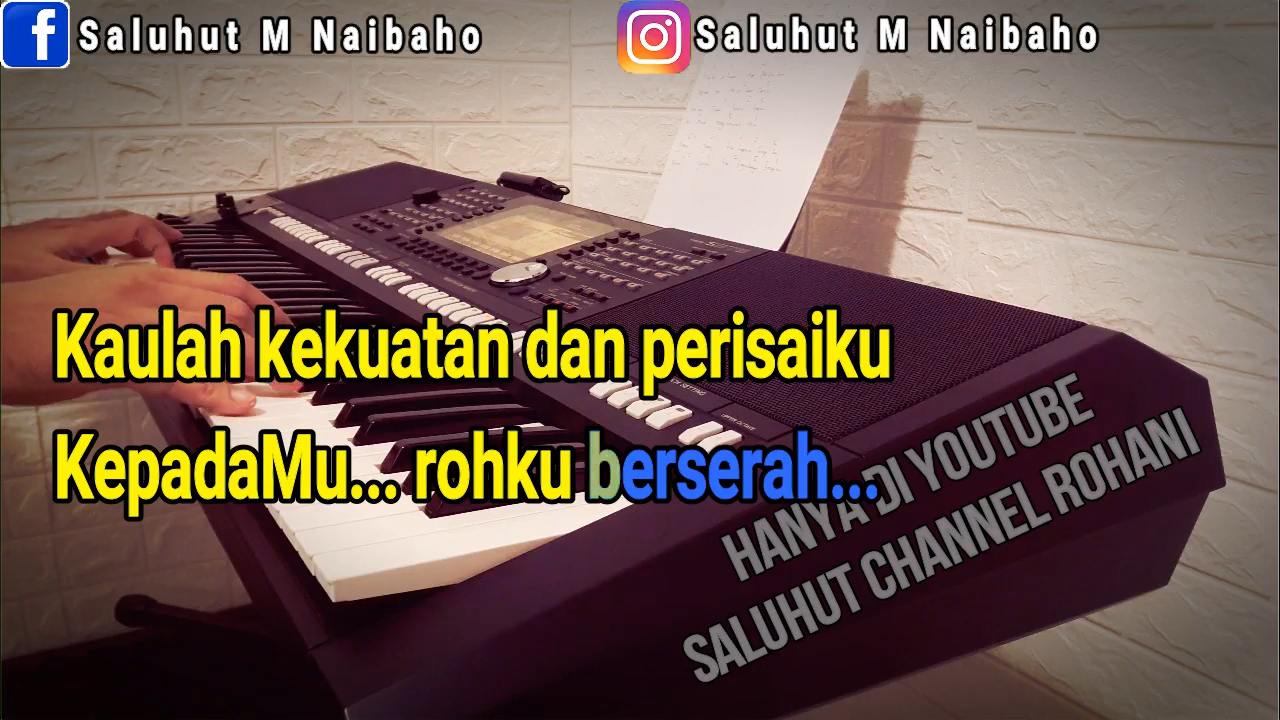 Saluhut M Naibaho
Saluhut M Naibaho
Kaulah kekuatan dan perisaiku
KepadaMu... rohku berserah...
HANYA DI YOUTUBE
SALUHUT CHANNEL ROHANI